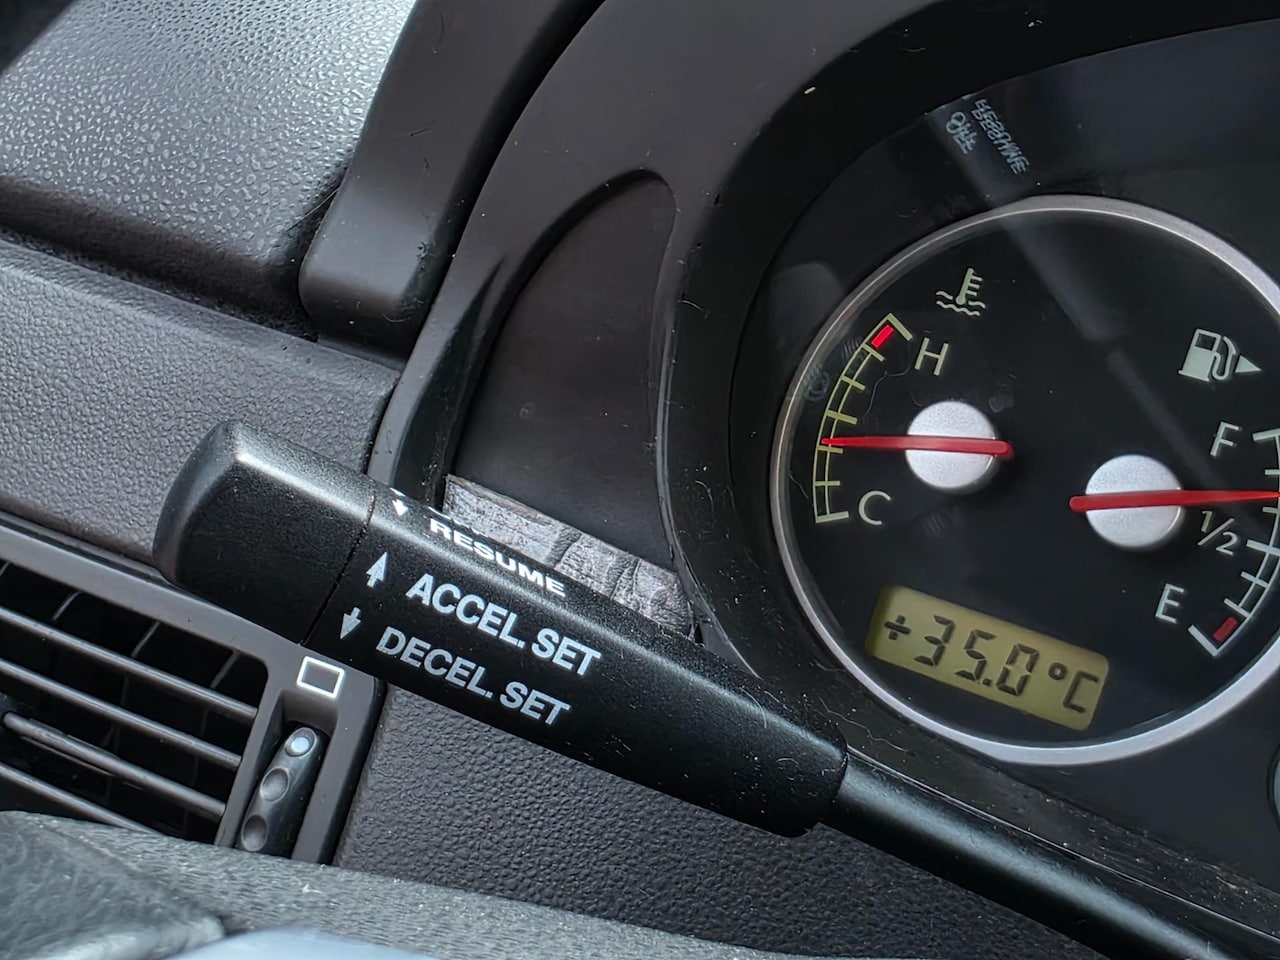 RESUME
ACCEL. SET
DECEL. SET
H
C
F
1/2
E
+35.0°C